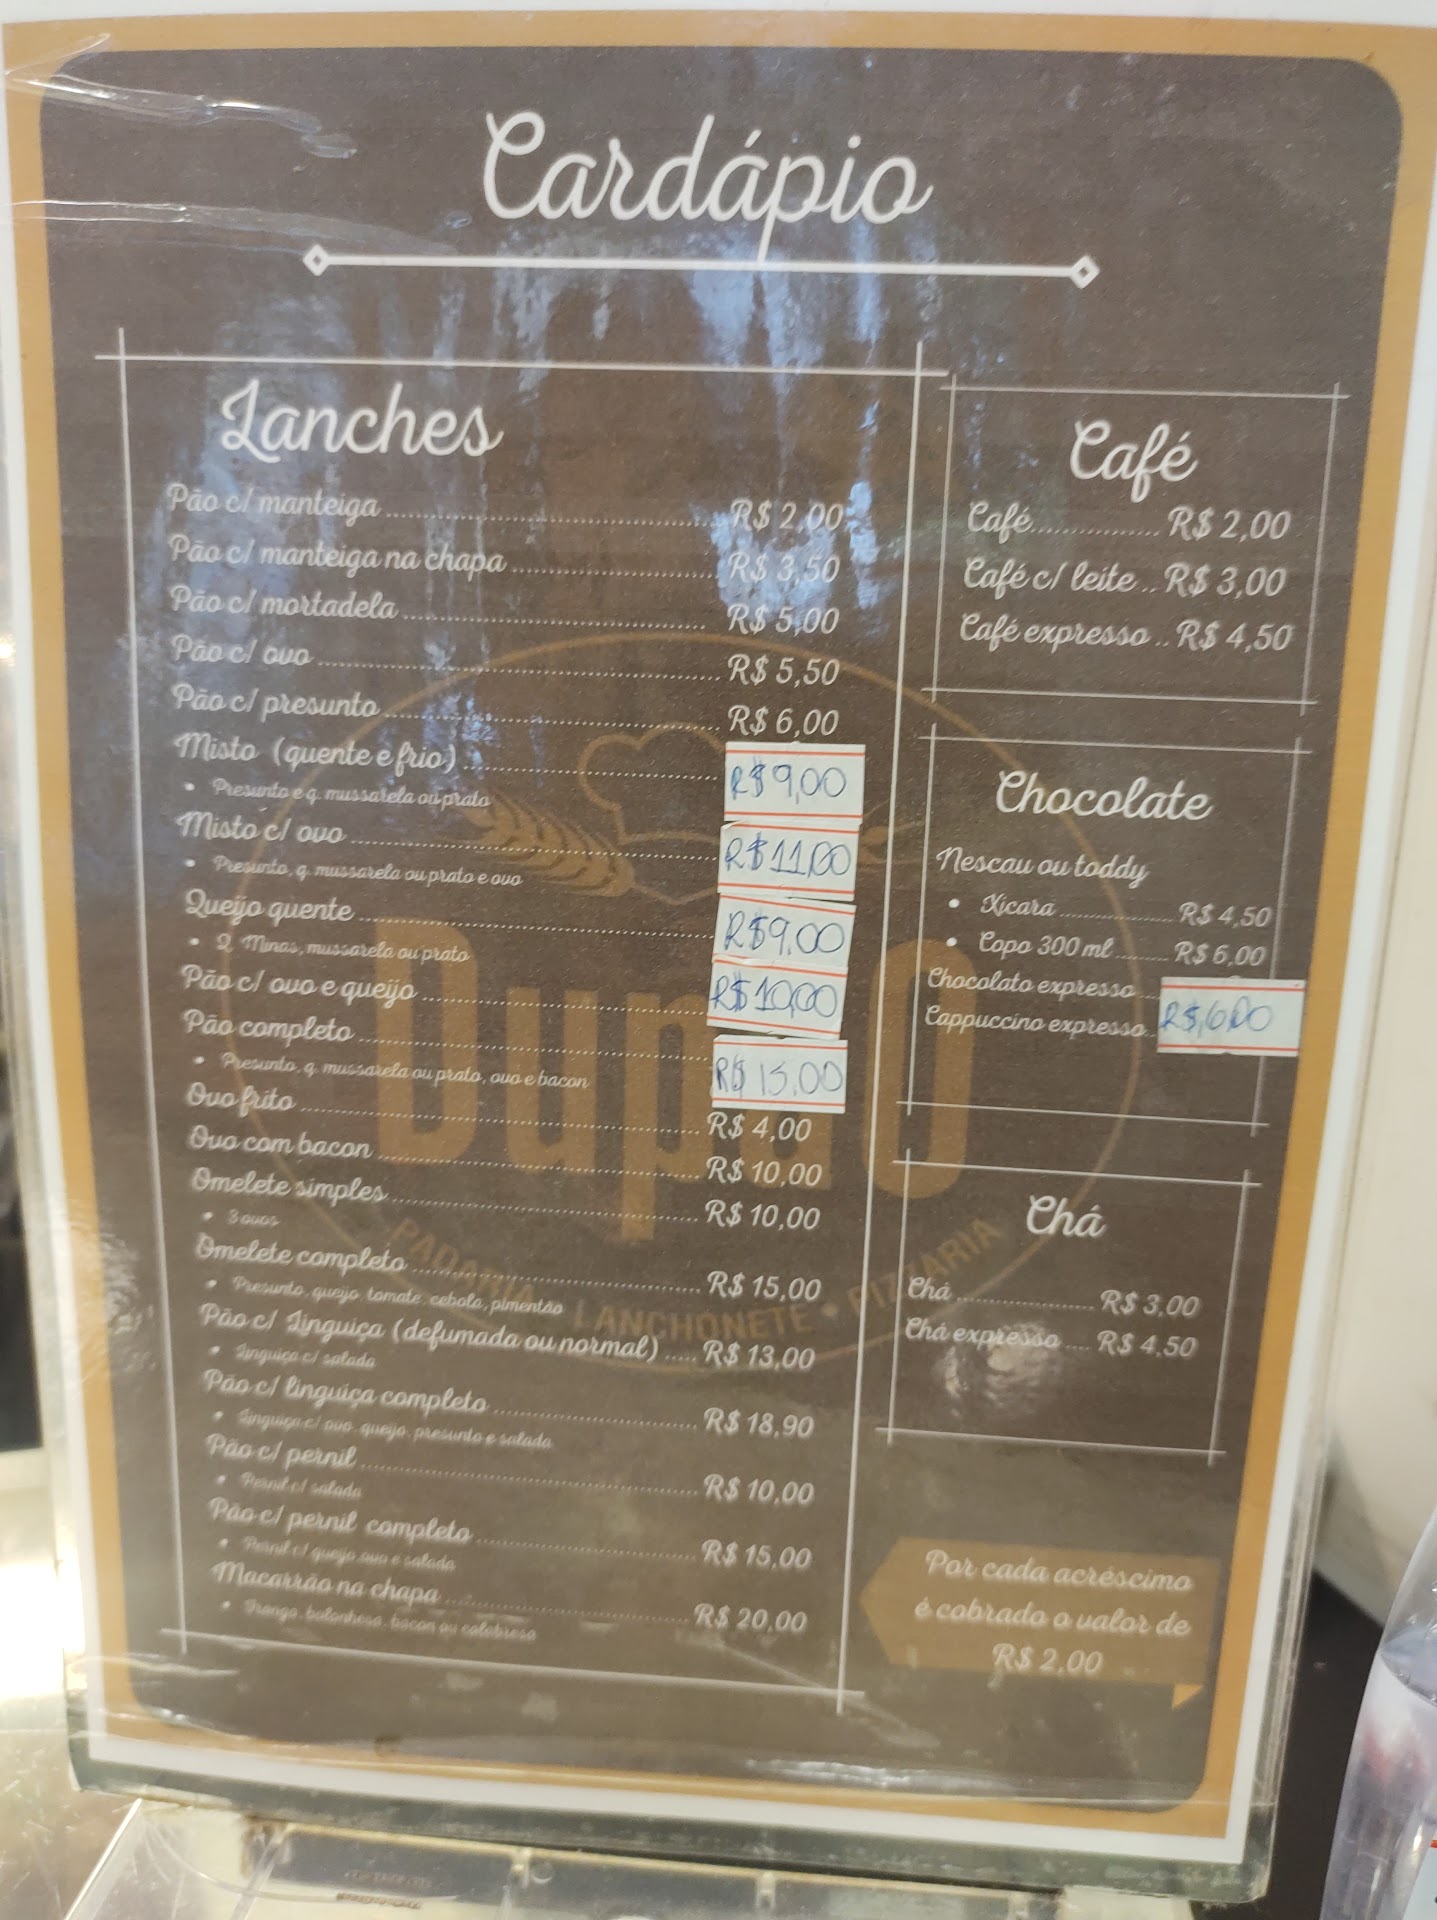 Cardápio
Lanches
Pão c/ manteiga ........ R$ 2,00
Pão c/ manteiga na chapa ........ R$ 3,50
Pão c/ mortadela ........ R$ 5,00
Pão c/ ovo ........ R$ 5,50
Pão c/ presunto ........ R$ 6,00
Misto (quente e frio) ........ R$9,00
• Presunto e q. mussarela ou prato
Misto c/ ovo ........ R$11,00
• Presunto, q. mussarela ou prato e ovo
Queijo quente ........ R$9,00
• Q. Minas, mussarela ou prato
Pão c/ ovo e queijo ........ R$10,00
Pão completo ........ R$15,00
• Presunto, q. mussarela ou prato, ovo e bacon
Ovo frito ........ R$ 4,00
Ovo com bacon ........ R$ 10,00
Omelete simples ........ R$ 10,00
• 3 ovos
Omelete completo ........ R$ 15,00
• Presunto, queijo, tomate, cebola, pimentão
Pão c/ Linguiça (defumada ou normal) ..... R$ 13,00
• Linguiça c/ salada
Pão c/ linguiça completo ........ R$ 18,90
• Linguiça c/ ovo, queijo, presunto e salada
Pão c/ pernil ........ R$ 10,00
• Pernil c/ salada
Pão c/ pernil completo ........ R$ 15,00
• Pernil c/ queijo, ovo e salada
Macarrão na chapa ........ R$ 20,00
• Frango, bolonhesa, bacon ou calabresa
Café
Café ........ R$ 2,00
Café c/ leite .. R$ 3,00
Café expresso .. R$ 4,50
Chocolate
Nescau ou toddy
• Xícara ........ R$ 4,50
• Copo 300 ml ........ R$ 6,00
Chocolate expresso ...
Cappuccino expresso .. R$,6,00
Chá
Chá ........ R$ 3,00
Chá expresso .... R$ 4,50
Por cada acréscimo
é cobrado o valor de
R$ 2,00
Dupão
PADARIA • LANCHONETE • PIZZARIA